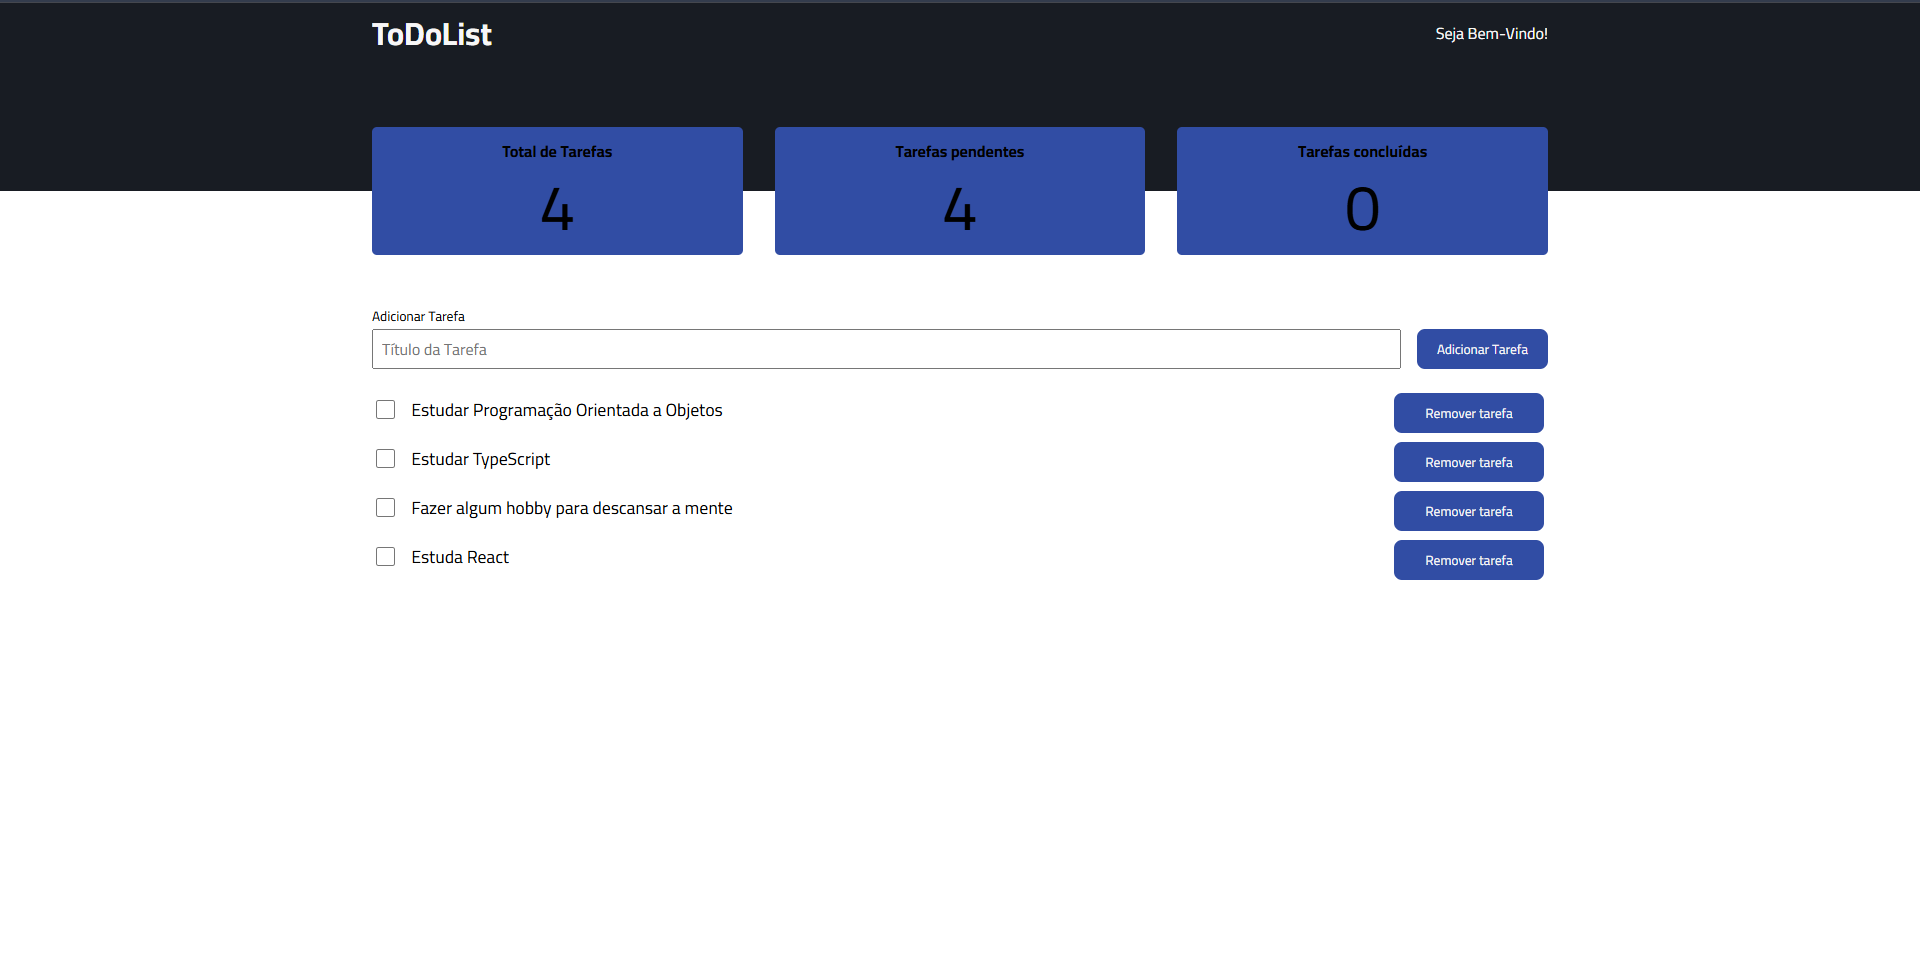 ToDoList
Seja Bem-Vindo!
Total de Tarefas
4
Tarefas pendentes
4
Tarefas concluídas
0
Adicionar Tarefa
Título da Tarefa
Adicionar Tarefa
Estudar Programação Orientada a Objetos
Remover tarefa
Estudar TypeScript
Remover tarefa
Fazer algum hobby para descansar a mente
Remover tarefa
Estuda React
Remover tarefa